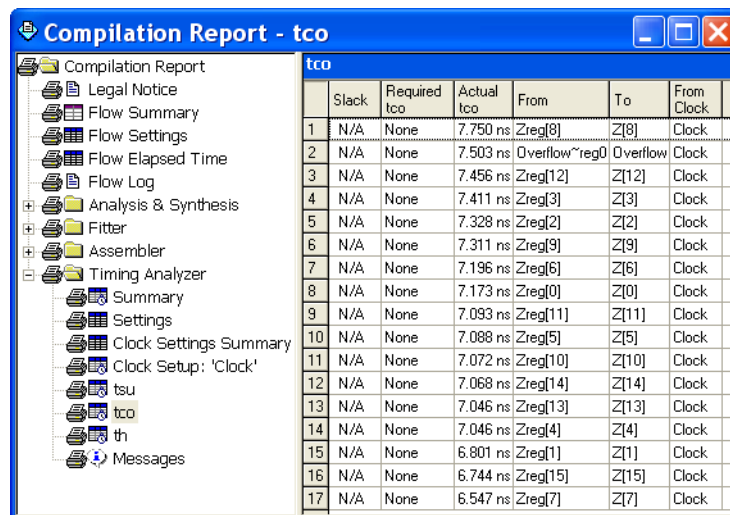 Compilation Report - tco
Compilation Report
Legal Notice
Flow Summary
Flow Settings
Flow Elapsed Time
Flow Log
Analysis & Synthesis
Fitter
Assembler
Timing Analyzer
Summary
Settings
Clock Settings Summary
Clock Setup: 'Clock'
tsu
tco
th
Messages
tco
Slack Required tco Actual tco From To From Clock
1 N/A None 7.750 ns Zreg[8] Z[8] Clock
2 N/A None 7.503 ns Overflow~reg0 Overflow Clock
3 N/A None 7.456 ns Zreg[12] Z[12] Clock
4 N/A None 7.411 ns Zreg[3] Z[3] Clock
5 N/A None 7.328 ns Zreg[2] Z[2] Clock
6 N/A None 7.311 ns Zreg[9] Z[9] Clock
7 N/A None 7.196 ns Zreg[6] Z[6] Clock
8 N/A None 7.173 ns Zreg[0] Z[0] Clock
9 N/A None 7.093 ns Zreg[11] Z[11] Clock
10 N/A None 7.088 ns Zreg[5] Z[5] Clock
11 N/A None 7.072 ns Zreg[10] Z[10] Clock
12 N/A None 7.068 ns Zreg[14] Z[14] Clock
13 N/A None 7.046 ns Zreg[13] Z[13] Clock
14 N/A None 7.046 ns Zreg[4] Z[4] Clock
15 N/A None 6.801 ns Zreg[1] Z[1] Clock
16 N/A None 6.744 ns Zreg[15] Z[15] Clock
17 N/A None 6.547 ns Zreg[7] Z[7] Clock